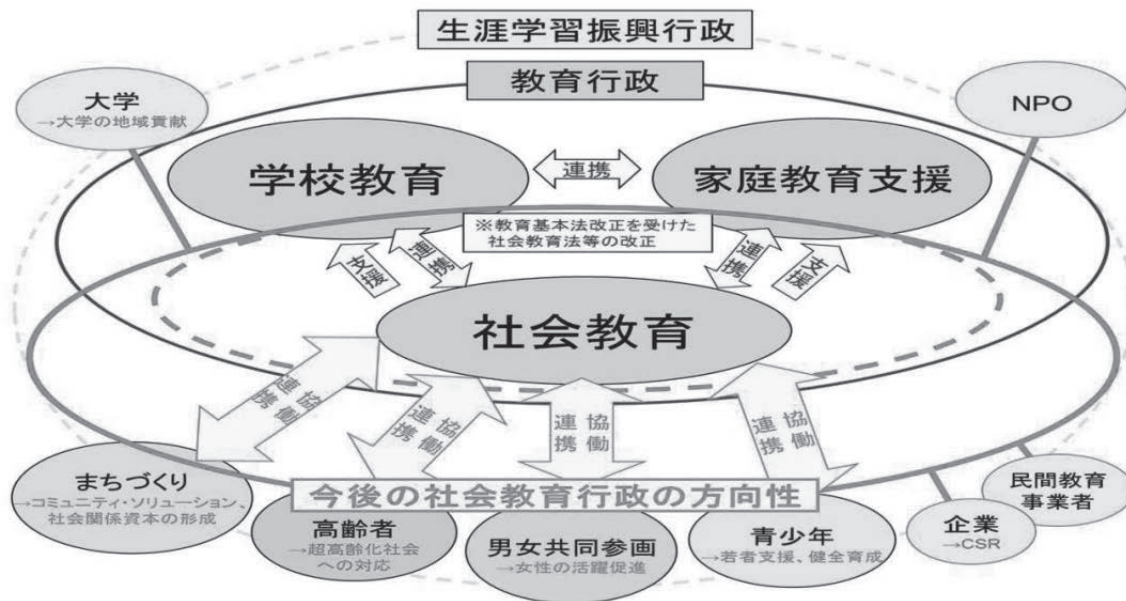 生涯学習振興行政
教育行政
大学
→大学の地域貢献
NPO
学校教育
連携
家庭教育支援
※教育基本法改正を受けた
社会教育法等の改正
支援
連携
連携
支援
社会教育
連携
協働
連携
協働
連携
協働
連携
協働
まちづくり
→コミュニティ・ソリューション、
社会関係資本の形成
今後の社会教育行政の方向性
高齢者
→超高齢化社会
への対応
男女共同参画
→女性の活躍促進
青少年
→若者支援、健全育成
企業
→CSR
民間教育
事業者